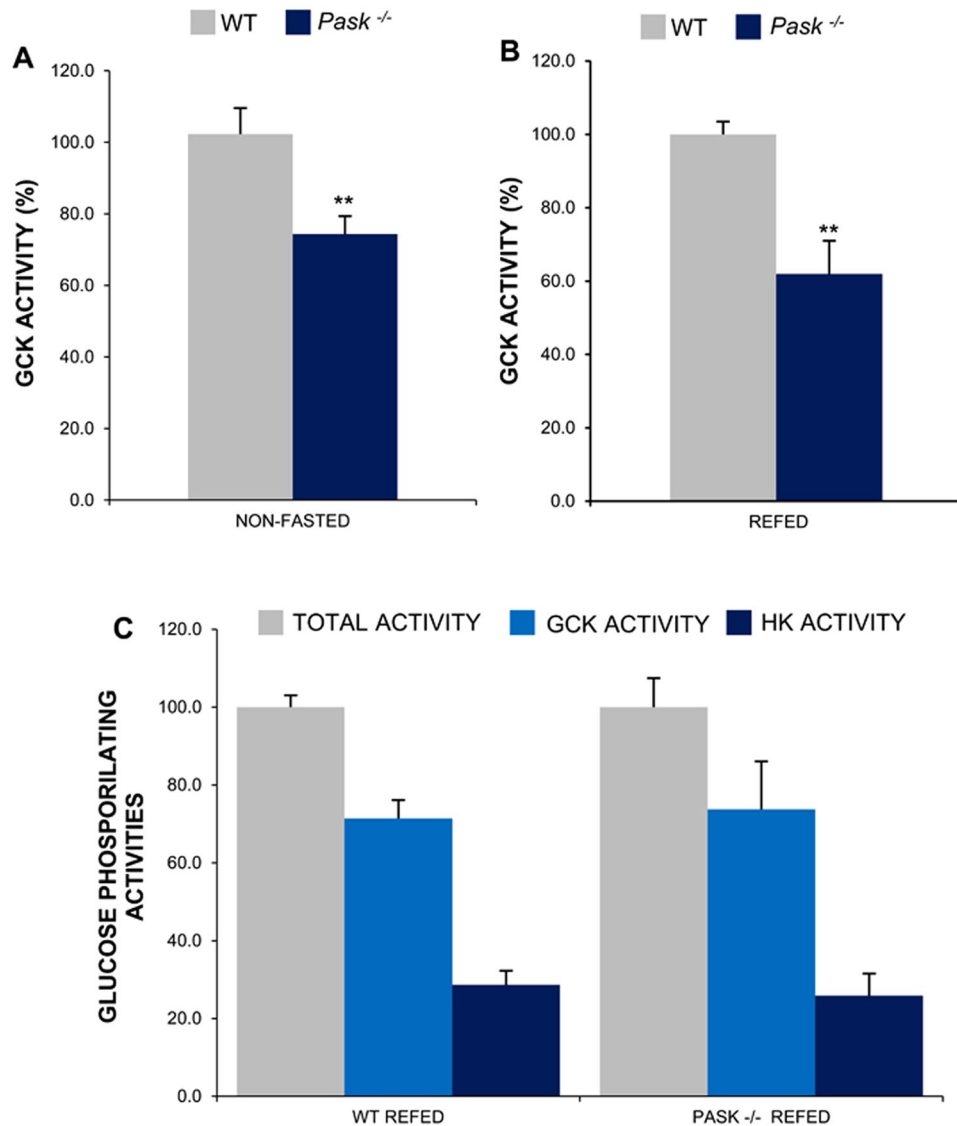 WT Pask -/-
A
120.0
100.0
80.0
60.0
40.0
20.0
0.0
GCK ACTIVITY (%)
**
NON-FASTED
WT Pask -/-
B
120.0
100.0
80.0
60.0
40.0
20.0
0.0
GCK ACTIVITY (%)
**
REFED
C
TOTAL ACTIVITY GCK ACTIVITY HK ACTIVITY
120.0
100.0
80.0
60.0
40.0
20.0
0.0
GLUCOSE PHOSPORILATING
ACTIVITIES
WT REFED PASK -/- REFED